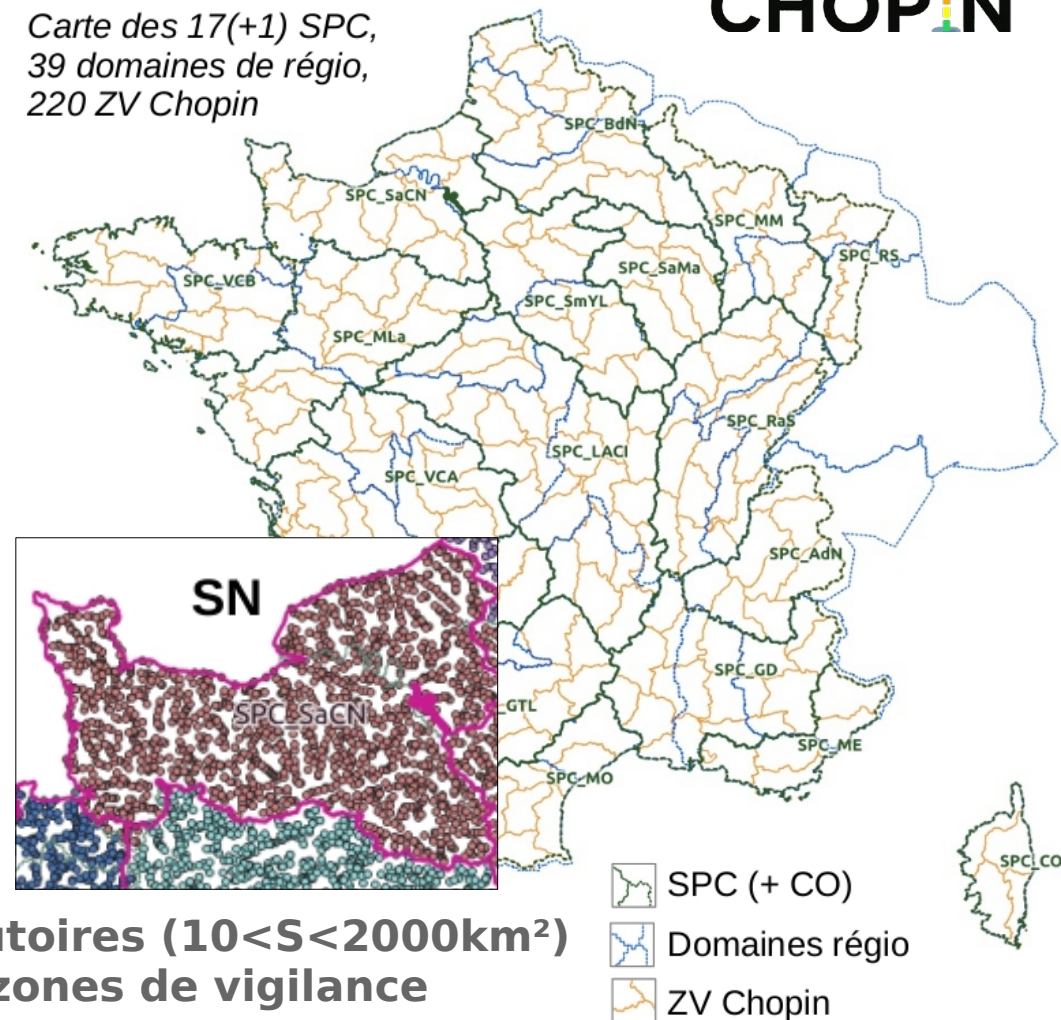 CHOPIN
Carte des 17(+1) SPC,
39 domaines de régio,
220 ZV Chopin
SPC_BdN
SPC_SaCN
SPC_MM
SPC_RS
SPC_SaMa
SPC_VCB
SPC_SmYL
SPC_MLa
SPC_RaS
SPC_LACI
SPC_VCA
SPC_AdN
SN
SPC_GD
_GTL
SPC_SaCN
SPC_ME
SPC_MO
SPC_CO
SPC (+ CO)
utoires (10<S<2000km²)
Domaines régio
zones de vigilance
ZV Chopin